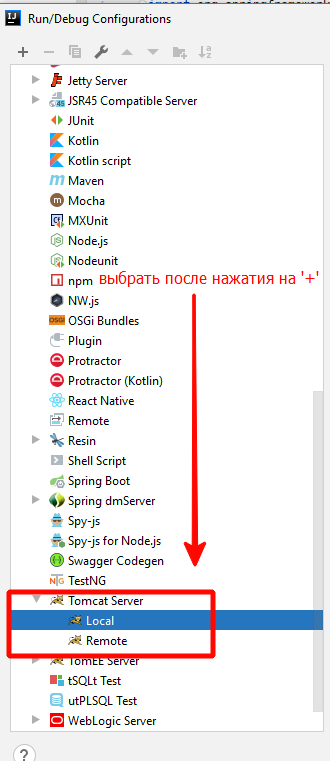 Run/Debug Configurations
Jetty Server
JSR45 Compatible Server
JUnit
Kotlin
Kotlin script
Maven
Mocha
MXUnit
Node.js
Nodeunit
npm выбрать после нажатия на '+'
NW.js
OSGi Bundles
Plugin
Protractor
Protractor (Kotlin)
React Native
Remote
Resin
Shell Script
Spring Boot
Spring dmServer
Spy-js
Spy-js for Node.js
Swagger Codegen
TestNG
Tomcat Server
Local
Remote
TomEE Server
tSQLt Test
utPLSQL Test
WebLogic Server
?